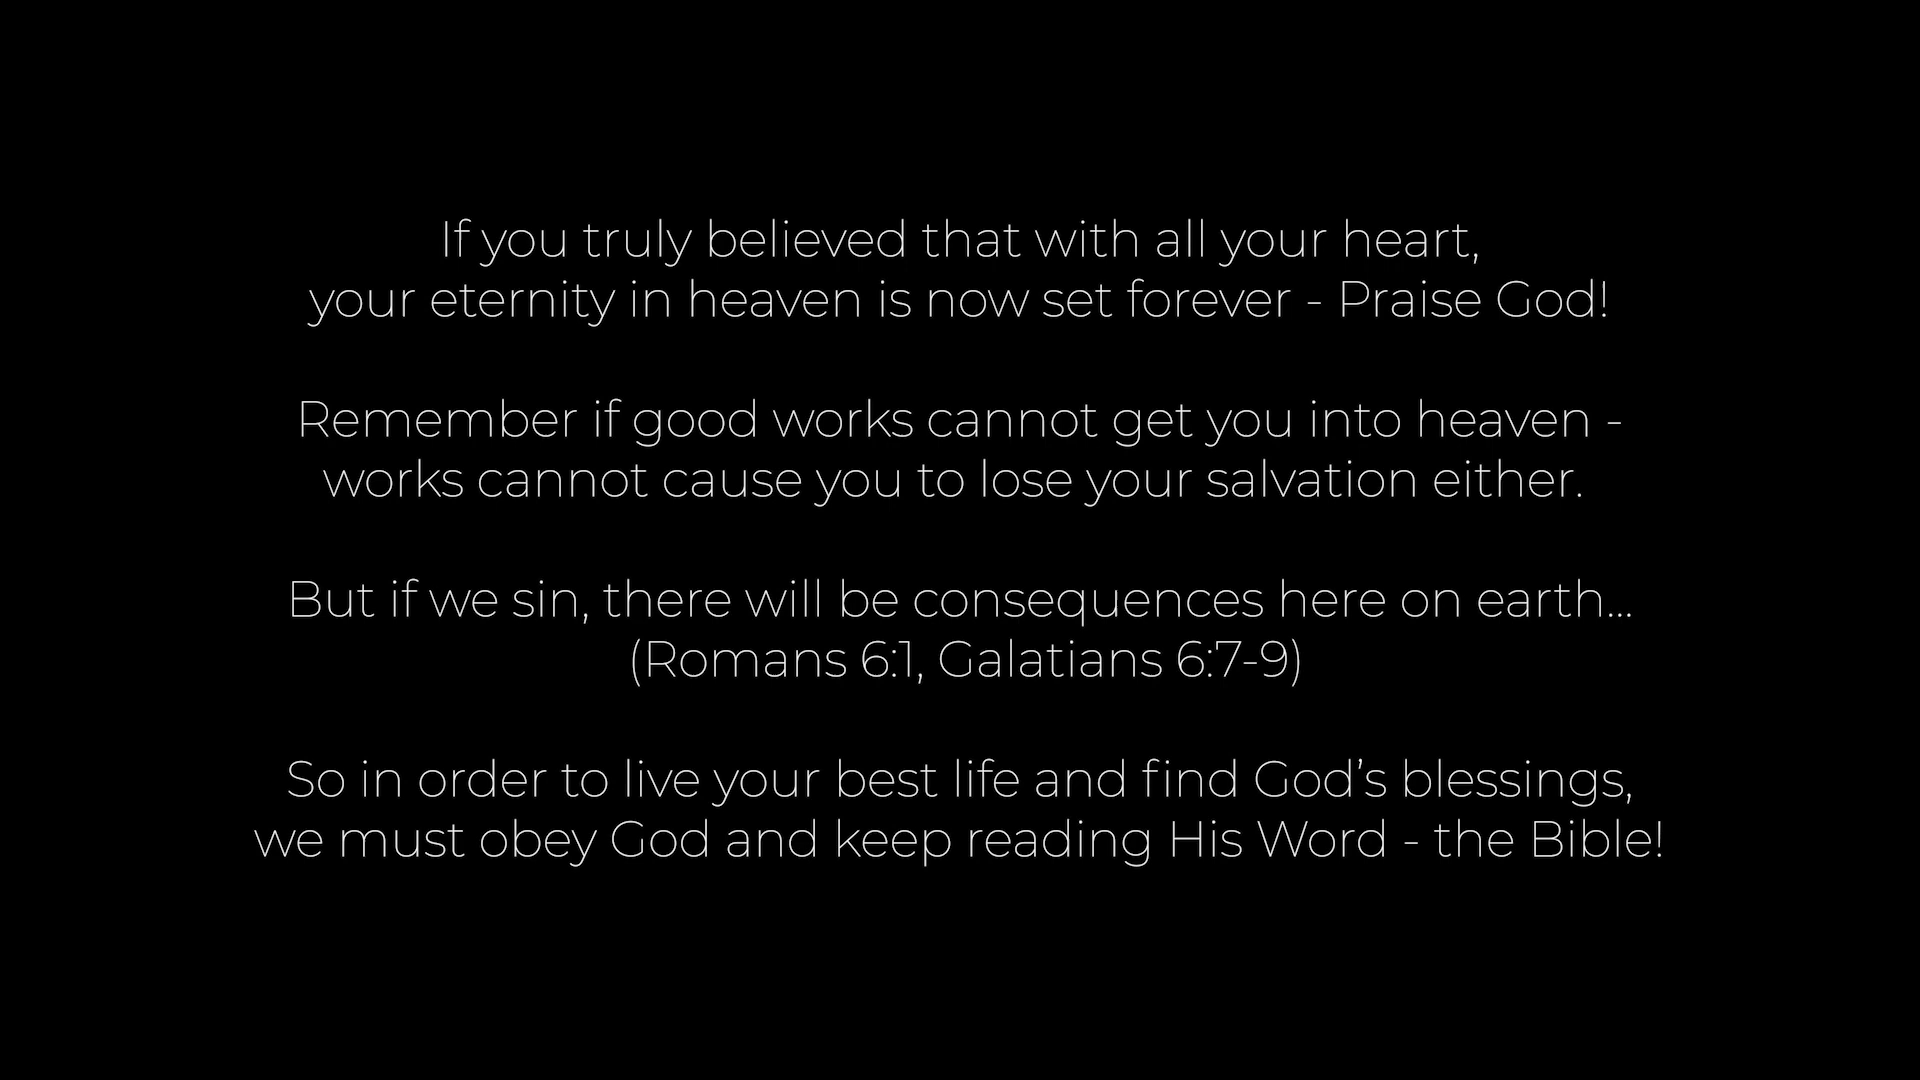 If you truly believed that with all your heart,
your eternity in heaven is now set forever - Praise God!
Remember if good works cannot get you into heaven -
works cannot cause you to lose your salvation either.
But if we sin, there will be consequences here on earth...
(Romans 6:1, Galatians 6:7-9)
So in order to live your best life and find God’s blessings,
we must obey God and keep reading His Word - the Bible!